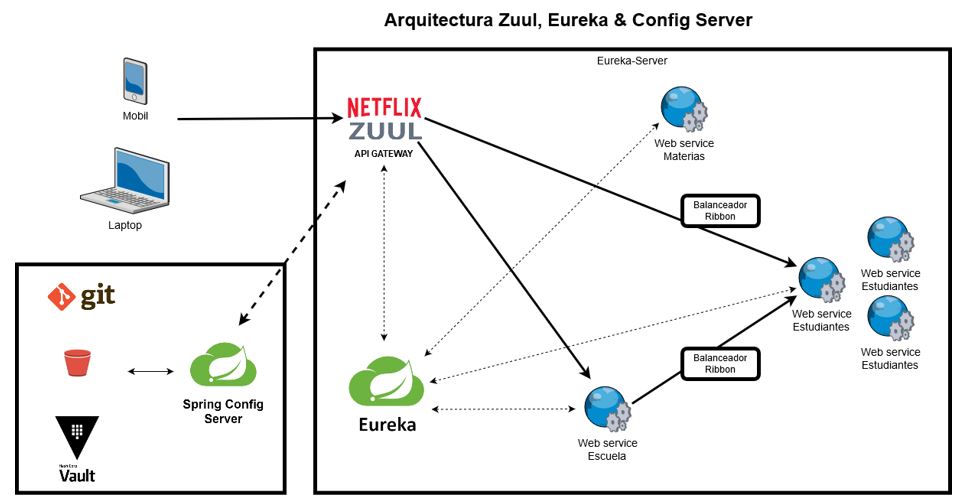 Arquitectura Zuul, Eureka & Config Server
Eureka-Server
Mobil
Laptop
NETFLIX
ZUUL
API GATEWAY
Web service
Materias
Balanceador
Ribbon
Web service
Estudiantes
Web service
Estudiantes
Web service
Estudiantes
Balanceador
Ribbon
Eureka
Web service
Escuela
git
Spring Config
Server
HashiCorp
Vault